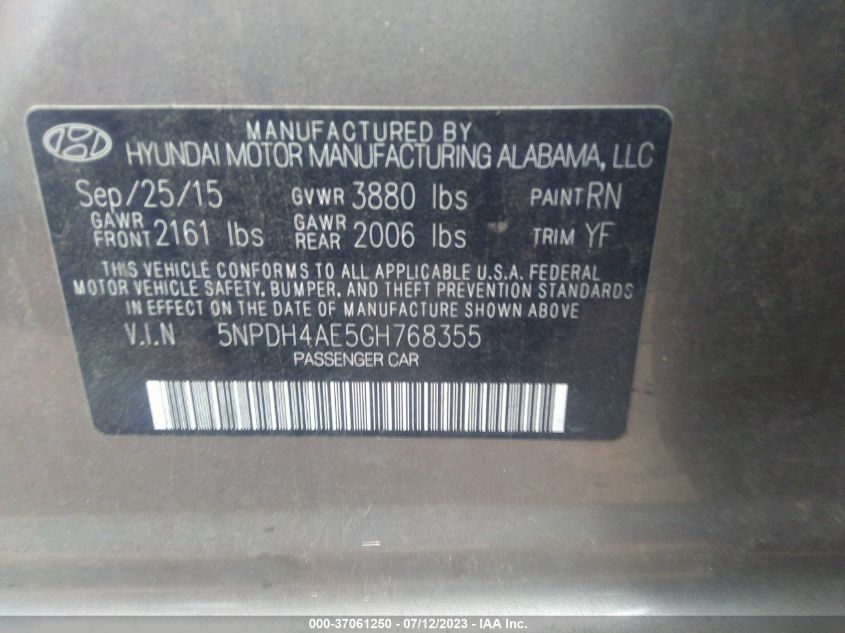 MANUFACTURED BY
HYUNDAI MOTOR MANUFACTURING ALABAMA, LLC
Sep/25/15 GVWR 3880 lbs PAINT RN
GAWR FRONT 2161 lbs GAWR REAR 2006 lbs TRIM YF
THIS VEHICLE CONFORMS TO ALL APPLICABLE U.S.A. FEDERAL
MOTOR VEHICLE SAFETY, BUMPER, AND THEFT PREVENTION STANDARDS
IN EFFECT ON THE DATE OF MANUFACTURE SHOWN ABOVE
V.I.N 5NPDH4AE5GH768355
PASSENGER CAR
000-37061250 - 07/12/2023 - IAA Inc.